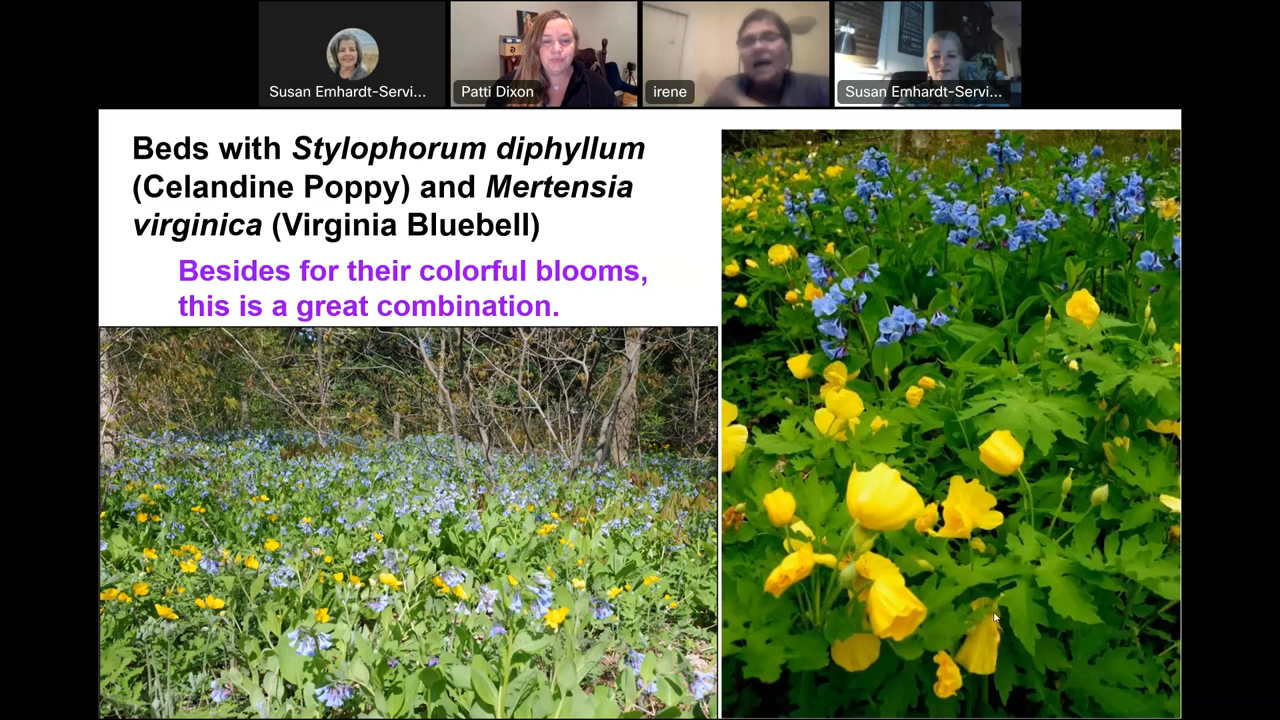 Susan Emhardt-Servi...
Patti Dixon
irene
Susan Emhardt-Servi...
Beds with Stylophorum diphyllum
(Celandine Poppy) and Mertensia
virginica (Virginia Bluebell)
Besides for their colorful blooms,
this is a great combination.